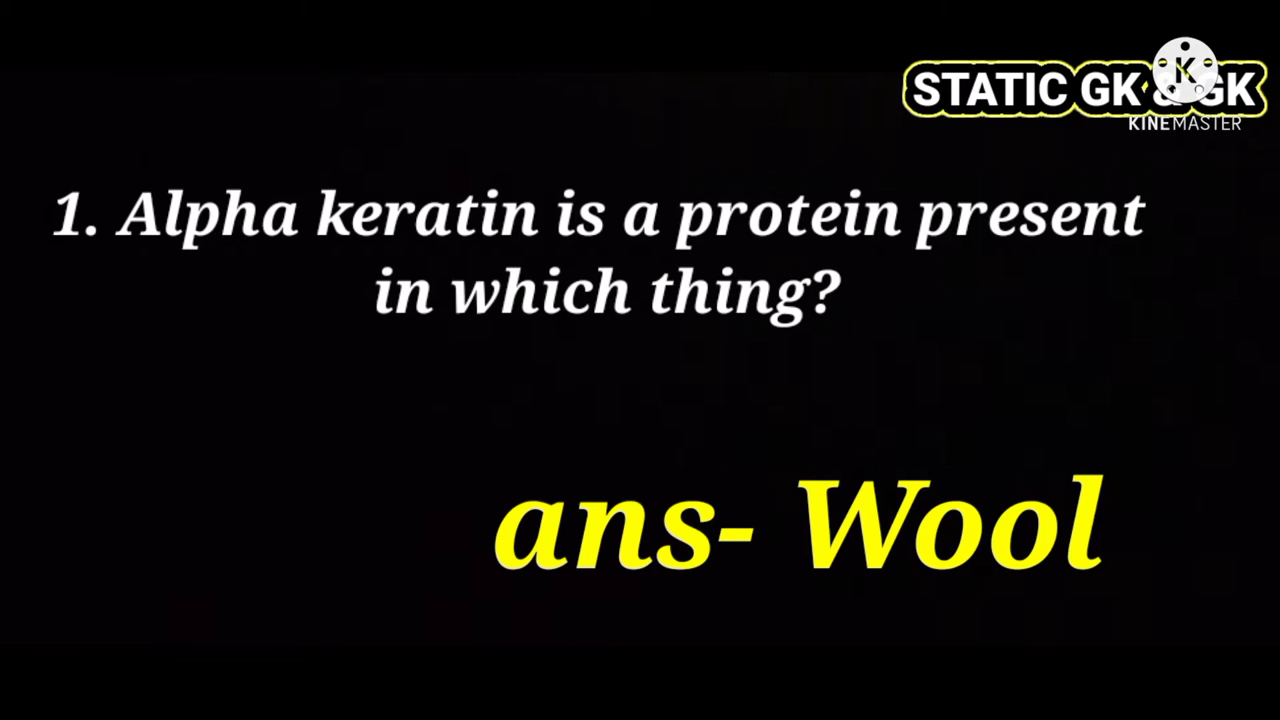 STATIC GK & GK
KINEMASTER
1. Alpha keratin is a protein present
in which thing?
ans- Wool